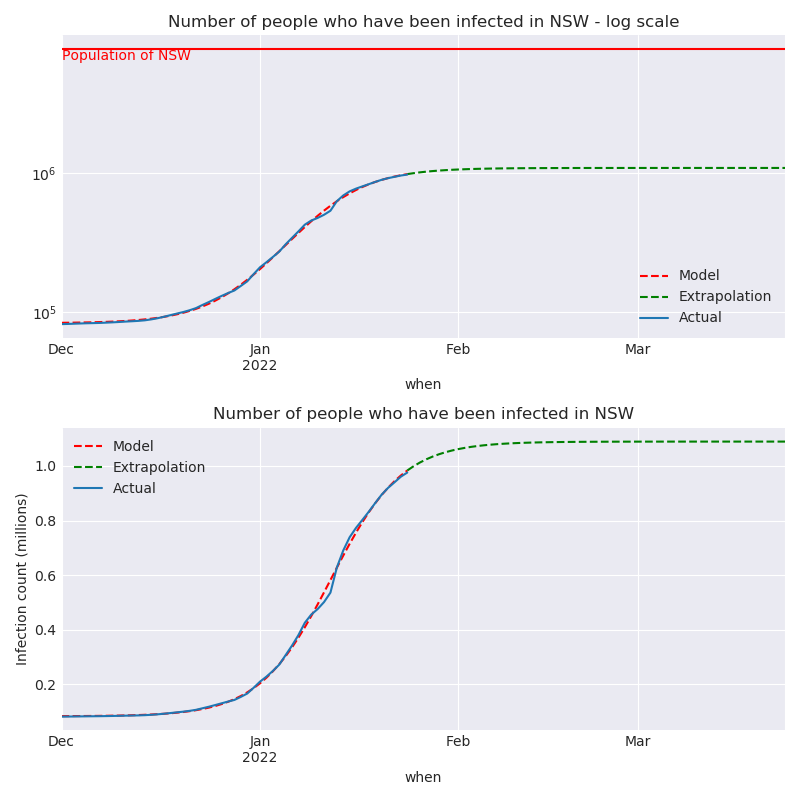 Number of people who have been infected in NSW - log scale
Population of NSW
10^6
10^5
Model
Extrapolation
Actual
Dec
Jan
2022
Feb
Mar
when
Number of people who have been infected in NSW
Infection count (millions)
1.0
0.8
0.6
0.4
0.2
Model
Extrapolation
Actual
Dec
Jan
2022
Feb
Mar
when